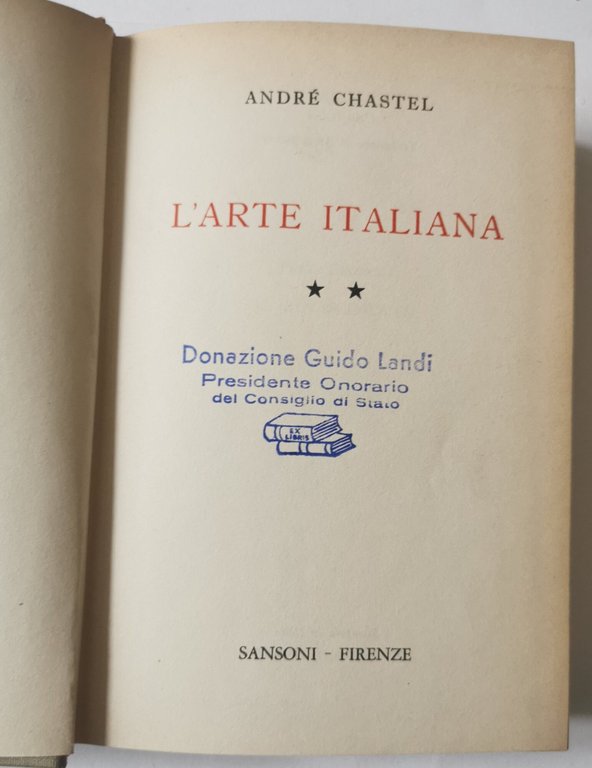 ANDRÉ CHASTEL
L'ARTE ITALIANA
★ ★
Donazione Guido Landi
Presidente Onorario
del Consiglio di Stato
EX
LIBRIS
SANSONI - FIRENZE